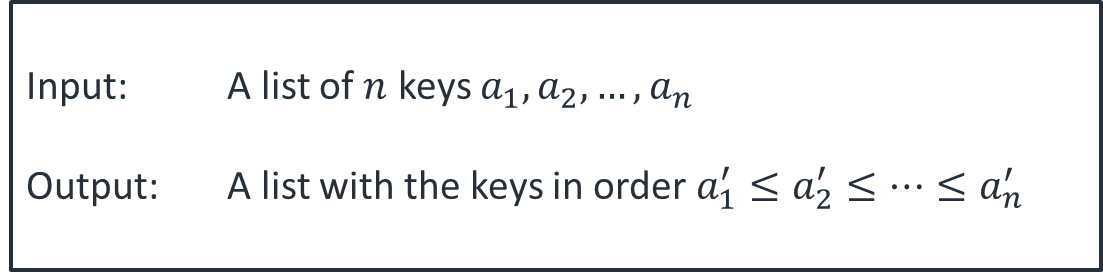 Input: A list of n keys a₁, a₂, …, aₙ
Output: A list with the keys in order a′₁ ≤ a′₂ ≤ ⋯ ≤ a′ₙ